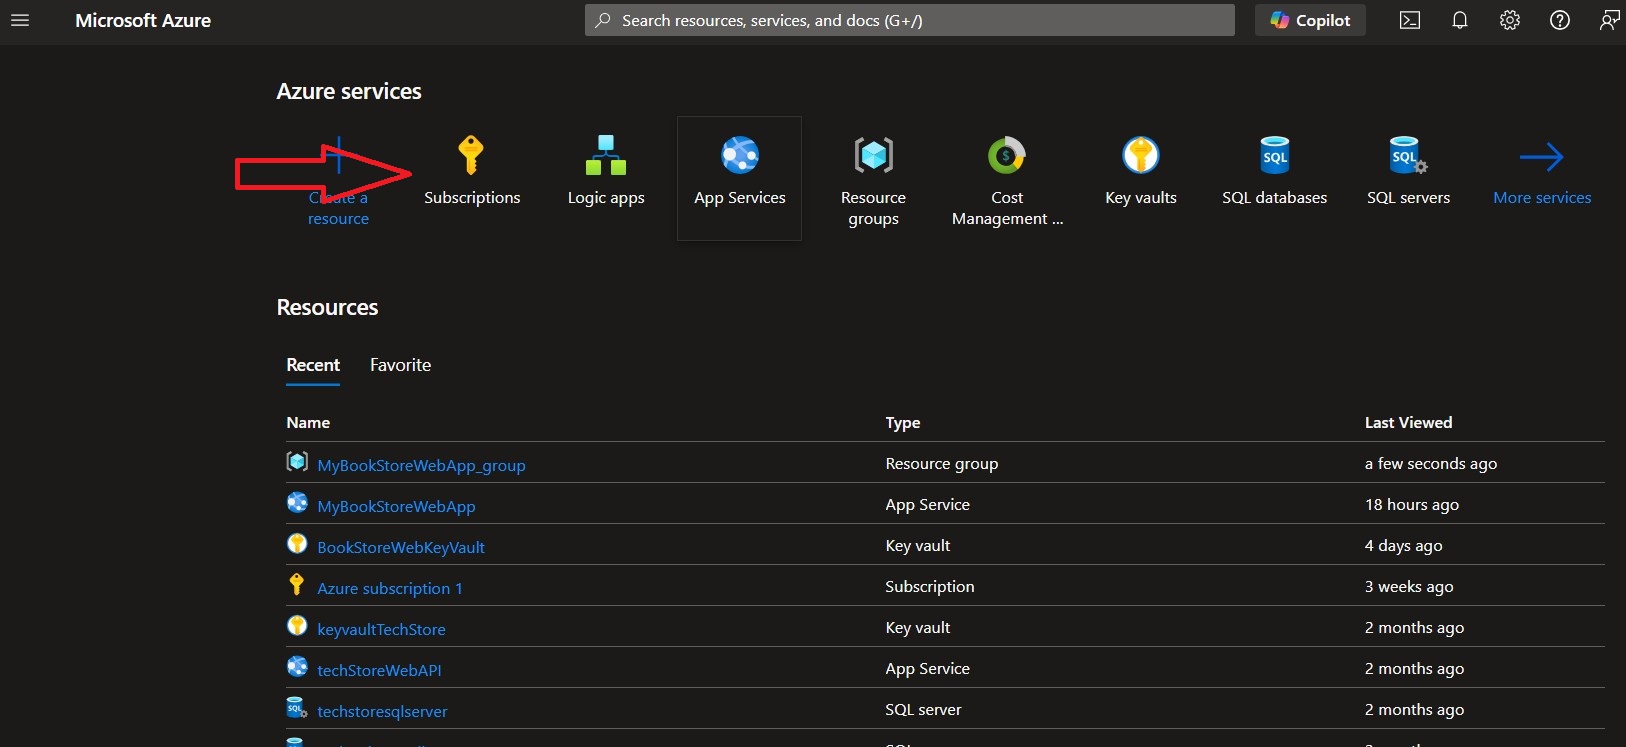 Microsoft Azure
Search resources, services, and docs (G+/)
Copilot
Azure services
Create a
resource
Subscriptions
Logic apps
App Services
Resource
groups
Cost
Management ...
Key vaults
SQL
SQL databases
SQL
SQL servers
More services
Resources
Recent Favorite
Name Type Last Viewed
MyBookStoreWebApp_group Resource group a few seconds ago
MyBookStoreWebApp App Service 18 hours ago
BookStoreWebKeyVault Key vault 4 days ago
Azure subscription 1 Subscription 3 weeks ago
keyvaultTechStore Key vault 2 months ago
techStoreWebAPI App Service 2 months ago
SQL techstoresqlserver SQL server 2 months ago